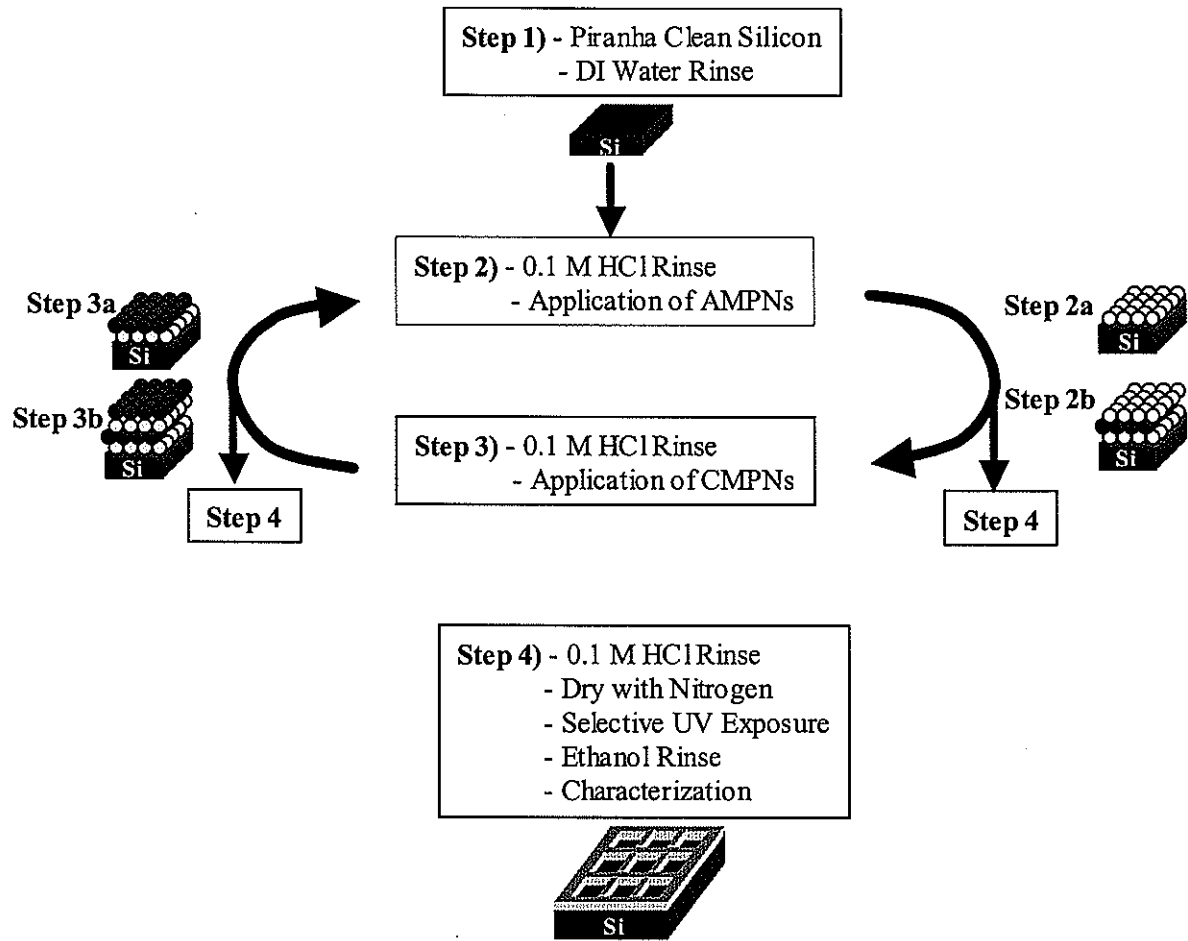 Step 1) - Piranha Clean Silicon
- DI Water Rinse
Si
Step 2) - 0.1 M HCl Rinse
- Application of AMPNs
Step 3a
Si
Step 3b
Si
Step 2a
Si
Step 2b
Si
Step 3) - 0.1 M HCl Rinse
- Application of CMPNs
Step 4
Step 4
Step 4) - 0.1 M HCl Rinse
- Dry with Nitrogen
- Selective UV Exposure
- Ethanol Rinse
- Characterization
Si